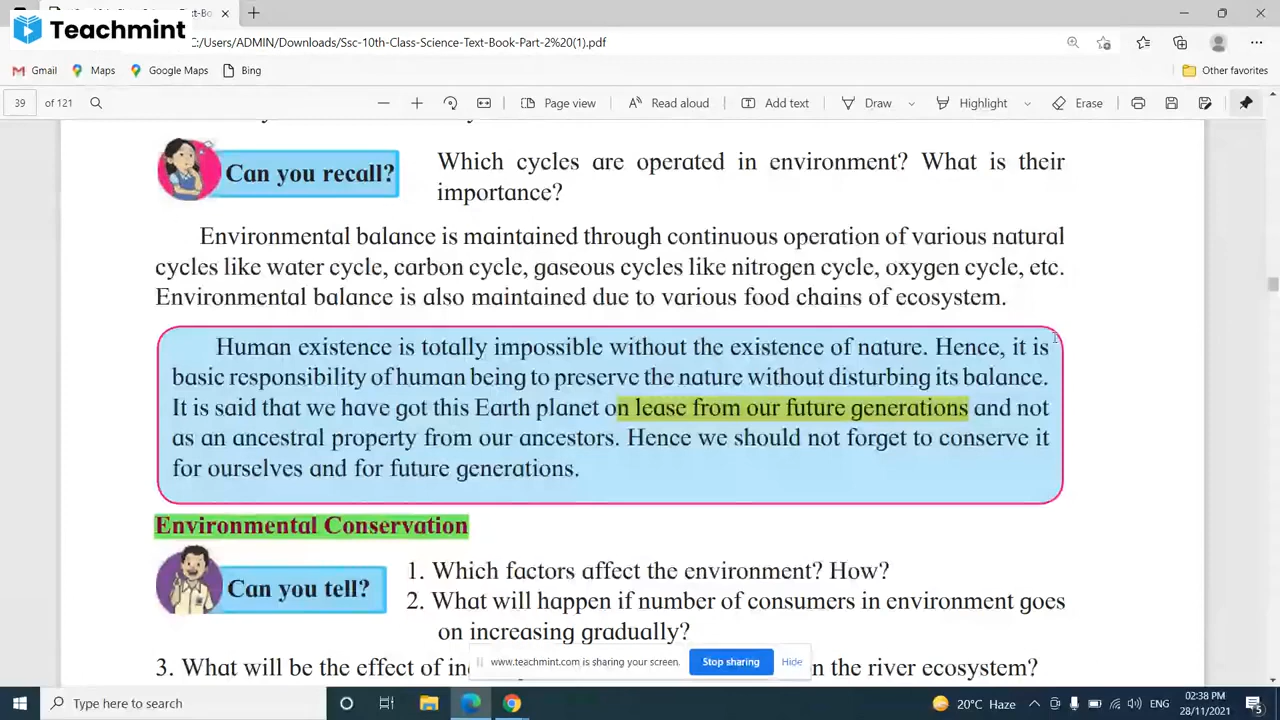 Teachmint
t-Bo
C:/Users/ADMIN/Downloads/Ssc-10th-Class-Science-Text-Book-Part-2%20(1).pdf
Gmail Maps Google Maps Bing Other favorites
39 of 121 Page view Read aloud Add text Draw Highlight Erase
Can you recall?
Which cycles are operated in environment? What is their
importance?
Environmental balance is maintained through continuous operation of various natural
cycles like water cycle, carbon cycle, gaseous cycles like nitrogen cycle, oxygen cycle, etc.
Environmental balance is also maintained due to various food chains of ecosystem.
Human existence is totally impossible without the existence of nature. Hence, it is
basic responsibility of human being to preserve the nature without disturbing its balance.
It is said that we have got this Earth planet on lease from our future generations and not
as an ancestral property from our ancestors. Hence we should not forget to conserve it
for ourselves and for future generations.
Environmental Conservation
Can you tell?
1. Which factors affect the environment? How?
2. What will happen if number of consumers in environment goes
on increasing gradually?
www.teachmint.com is sharing your screen. Stop sharing Hide
3. What will be the effect of in n the river ecosystem?
Type here to search
20°C Haze
02:38 PM
28/11/2021
5